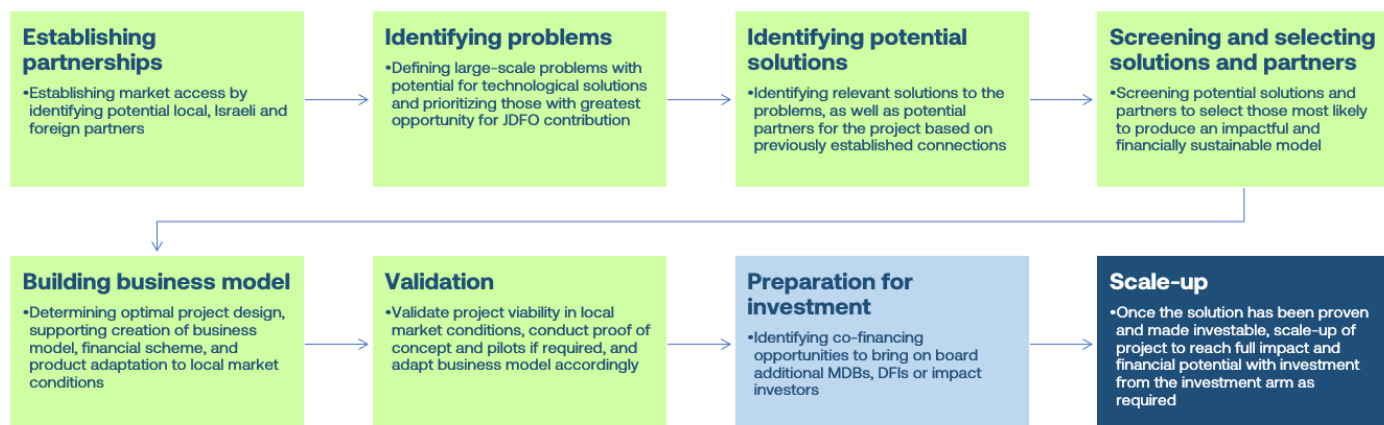 Establishing
partnerships
•Establishing market access by
identifying potential local, Israeli and
foreign partners
Identifying problems
•Defining large-scale problems with
potential for technological solutions
and prioritizing those with greatest
opportunity for JDFO contribution
Identifying potential
solutions
•Identifying relevant solutions to the
problems, as well as potential
partners for the project based on
previously established connections
Screening and selecting
solutions and partners
•Screening potential solutions and
partners to select those most likely
to produce an impactful and
financially sustainable model
Building business model
•Determining optimal project design,
supporting creation of business
model, financial scheme, and
product adaptation to local market
conditions
Validation
•Validate project viability in local
market conditions, conduct proof of
concept and pilots if required, and
adapt business model accordingly
Preparation for
investment
•Identifying co-financing
opportunities to bring on board
additional MDBs, DFIs or impact
investors
Scale-up
•Once the solution has been proven
and made investable, scale-up of
project to reach full impact and
financial potential with investment
from the investment arm as
required